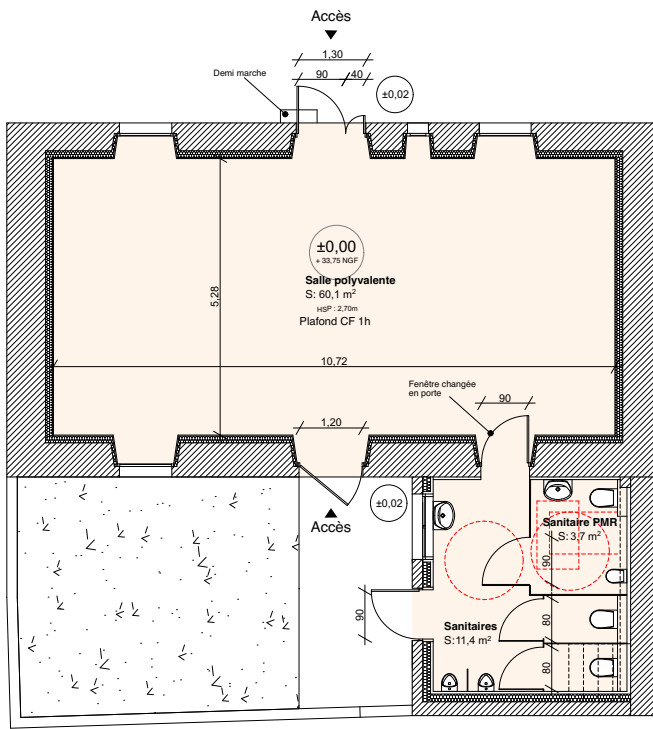 Accès
1,30
90
40
Demi marche
±0,02
±0,00
+ 33,75 NGF
Salle polyvalente
S: 60,1 m²
HSP : 2,70m
Plafond CF 1h
5,28
10,72
Fenêtre changée
en porte
90
1,20
±0,02
Accès
Sanitaire PMR
S: 3,7 m²
90
90
80
Sanitaires
S:11,4 m²
80